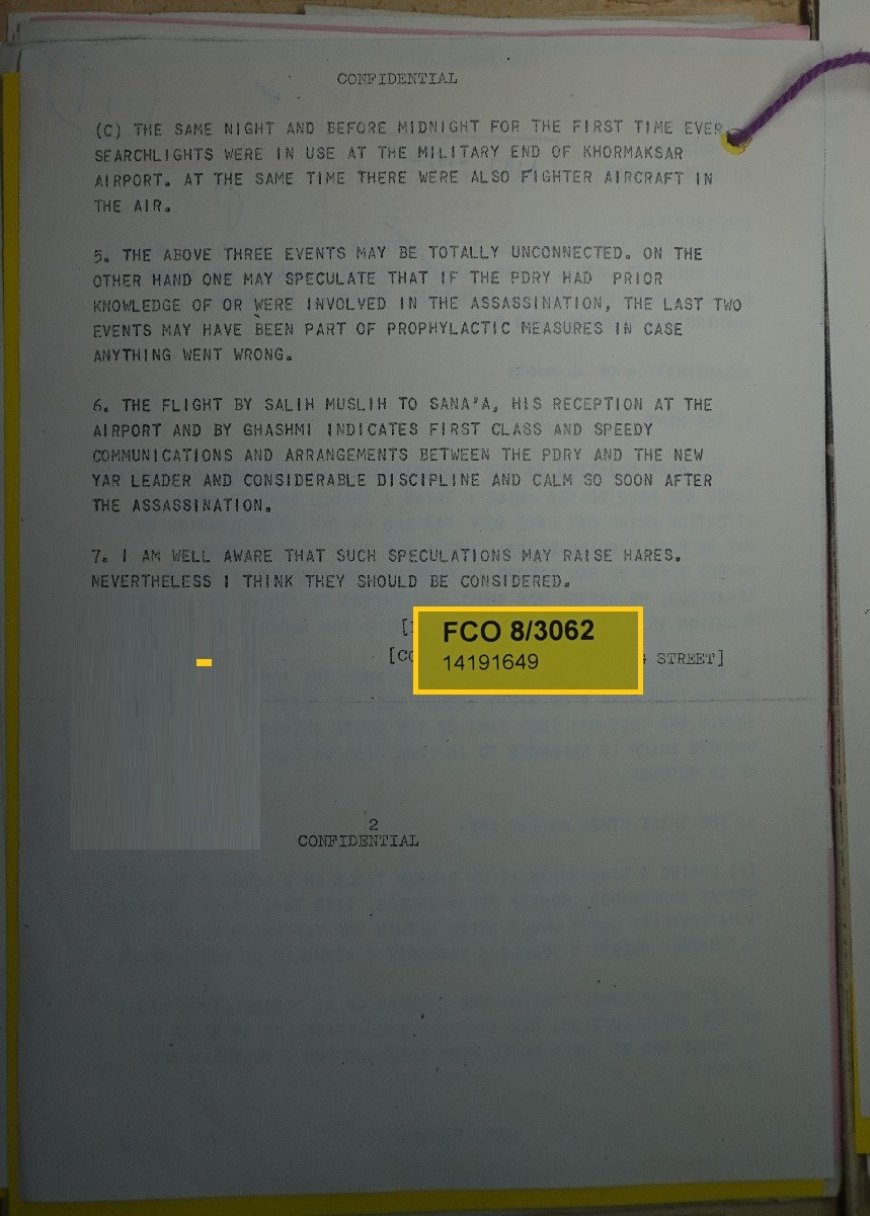 CONFIDENTIAL
(C) THE SAME NIGHT AND BEFORE MIDNIGHT FOR THE FIRST TIME EVER,
SEARCHLIGHTS WERE IN USE AT THE MILITARY END OF KHORMAKSAR
AIRPORT. AT THE SAME TIME THERE WERE ALSO FIGHTER AIRCRAFT IN
THE AIR.
5. THE ABOVE THREE EVENTS MAY BE TOTALLY UNCONNECTED. ON THE
OTHER HAND ONE MAY SPECULATE THAT IF THE PDRY HAD PRIOR
KNOWLEDGE OF OR WERE INVOLVED IN THE ASSASSINATION, THE LAST TWO
EVENTS MAY HAVE BEEN PART OF PROPHYLACTIC MEASURES IN CASE
ANYTHING WENT WRONG.
6. THE FLIGHT BY SALIH MUSLIH TO SANA'A, HIS RECEPTION AT THE
AIRPORT AND BY GHASHMI INDICATES FIRST CLASS AND SPEEDY
COMMUNICATIONS AND ARRANGEMENTS BETWEEN THE PDRY AND THE NEW
YAR LEADER AND CONSIDERABLE DISCIPLINE AND CALM SO SOON AFTER
THE ASSASSINATION.
7. I AM WELL AWARE THAT SUCH SPECULATIONS MAY RAISE HARES.
NEVERTHELESS I THINK THEY SHOULD BE CONSIDERED.
FCO 8/3062
14191649
STREET]
2
CONFIDENTIAL